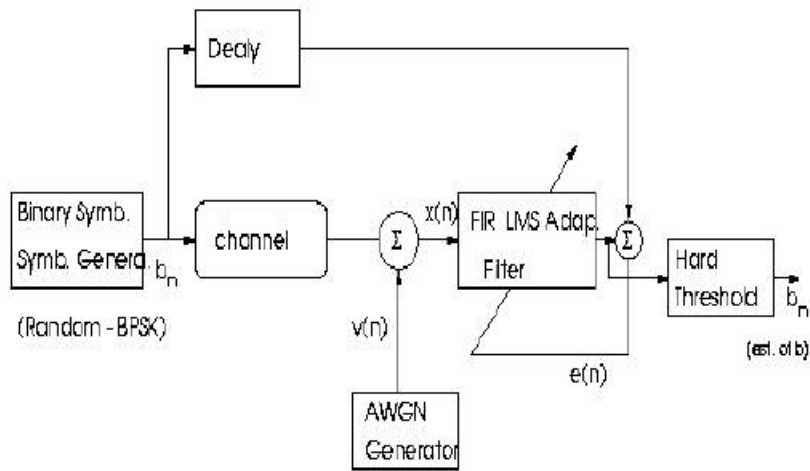 Dealy
Binary Symb.
Symb. Genera.
b_n
(Random - BPSK)
channel
Σ
x(n)
FIR LMS Adap.
Filter
Σ
Hard
Threshold
b_n
(est. of b)
v(n)
e(n)
AWGN
Generator